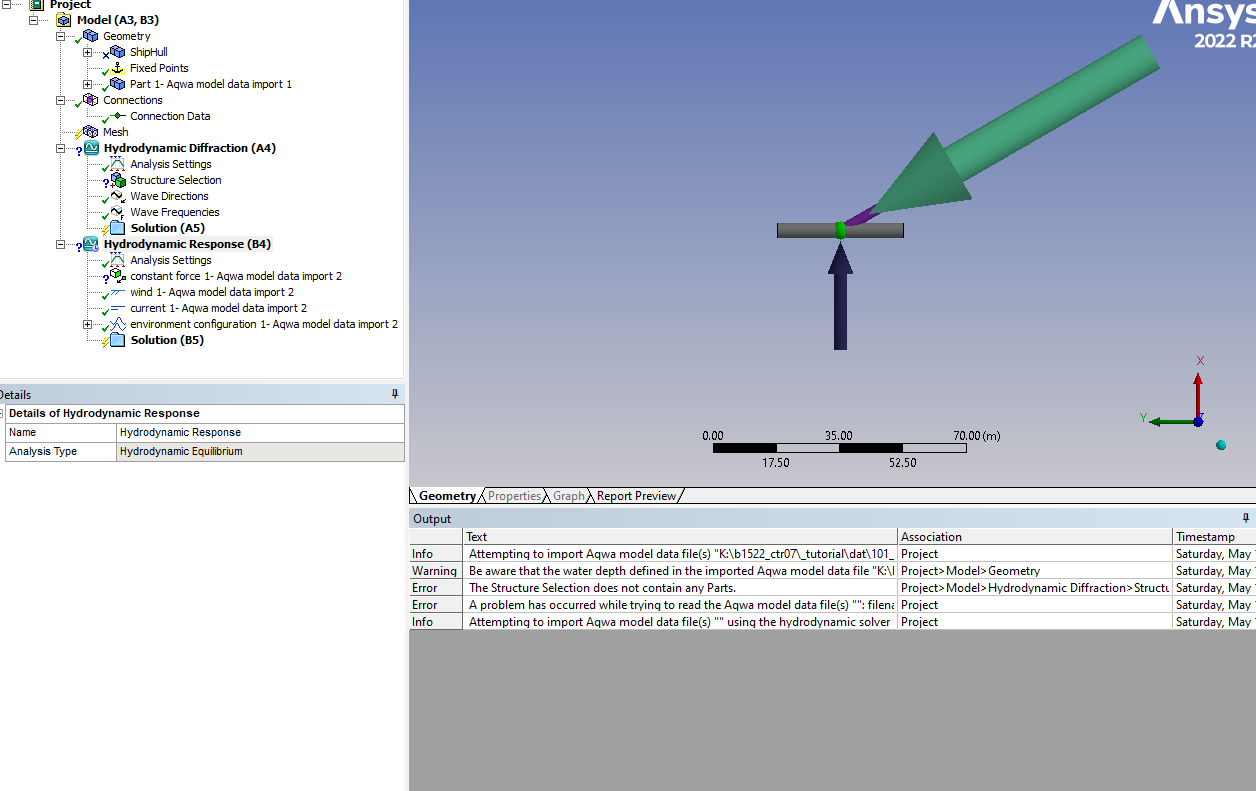 Project
Model (A3, B3)
Geometry
ShipHull
Fixed Points
Part 1- Aqwa model data import 1
Connections
Connection Data
Mesh
Hydrodynamic Diffraction (A4)
Analysis Settings
Structure Selection
Wave Directions
Wave Frequencies
Solution (A5)
Hydrodynamic Response (B4)
Analysis Settings
constant force 1- Aqwa model data import 2
wind 1- Aqwa model data import 2
current 1- Aqwa model data import 2
environment configuration 1- Aqwa model data import 2
Solution (B5)
Details
Details of Hydrodynamic Response
Name Hydrodynamic Response
Analysis Type Hydrodynamic Equilibrium
Ansys
2022 R2
X
Y
Z
0.00 35.00 70.00 (m)
17.50 52.50
Geometry Properties Graph Report Preview
Output
Text Association Timestamp
Info Attempting to import Aqwa model data file(s) "K:\b1522_ctr07\_tutorial\dat\101_ Project Saturday, May
Warning Be aware that the water depth defined in the imported Aqwa model data file "K:\ Project>Model>Geometry Saturday, May
Error The Structure Selection does not contain any Parts. Project>Model>Hydrodynamic Diffraction>Struct Saturday, May
Error A problem has occurred while trying to read the Aqwa model data file(s) "": filena Project Saturday, May
Info Attempting to import Aqwa model data file(s) "" using the hydrodynamic solver Project Saturday, May